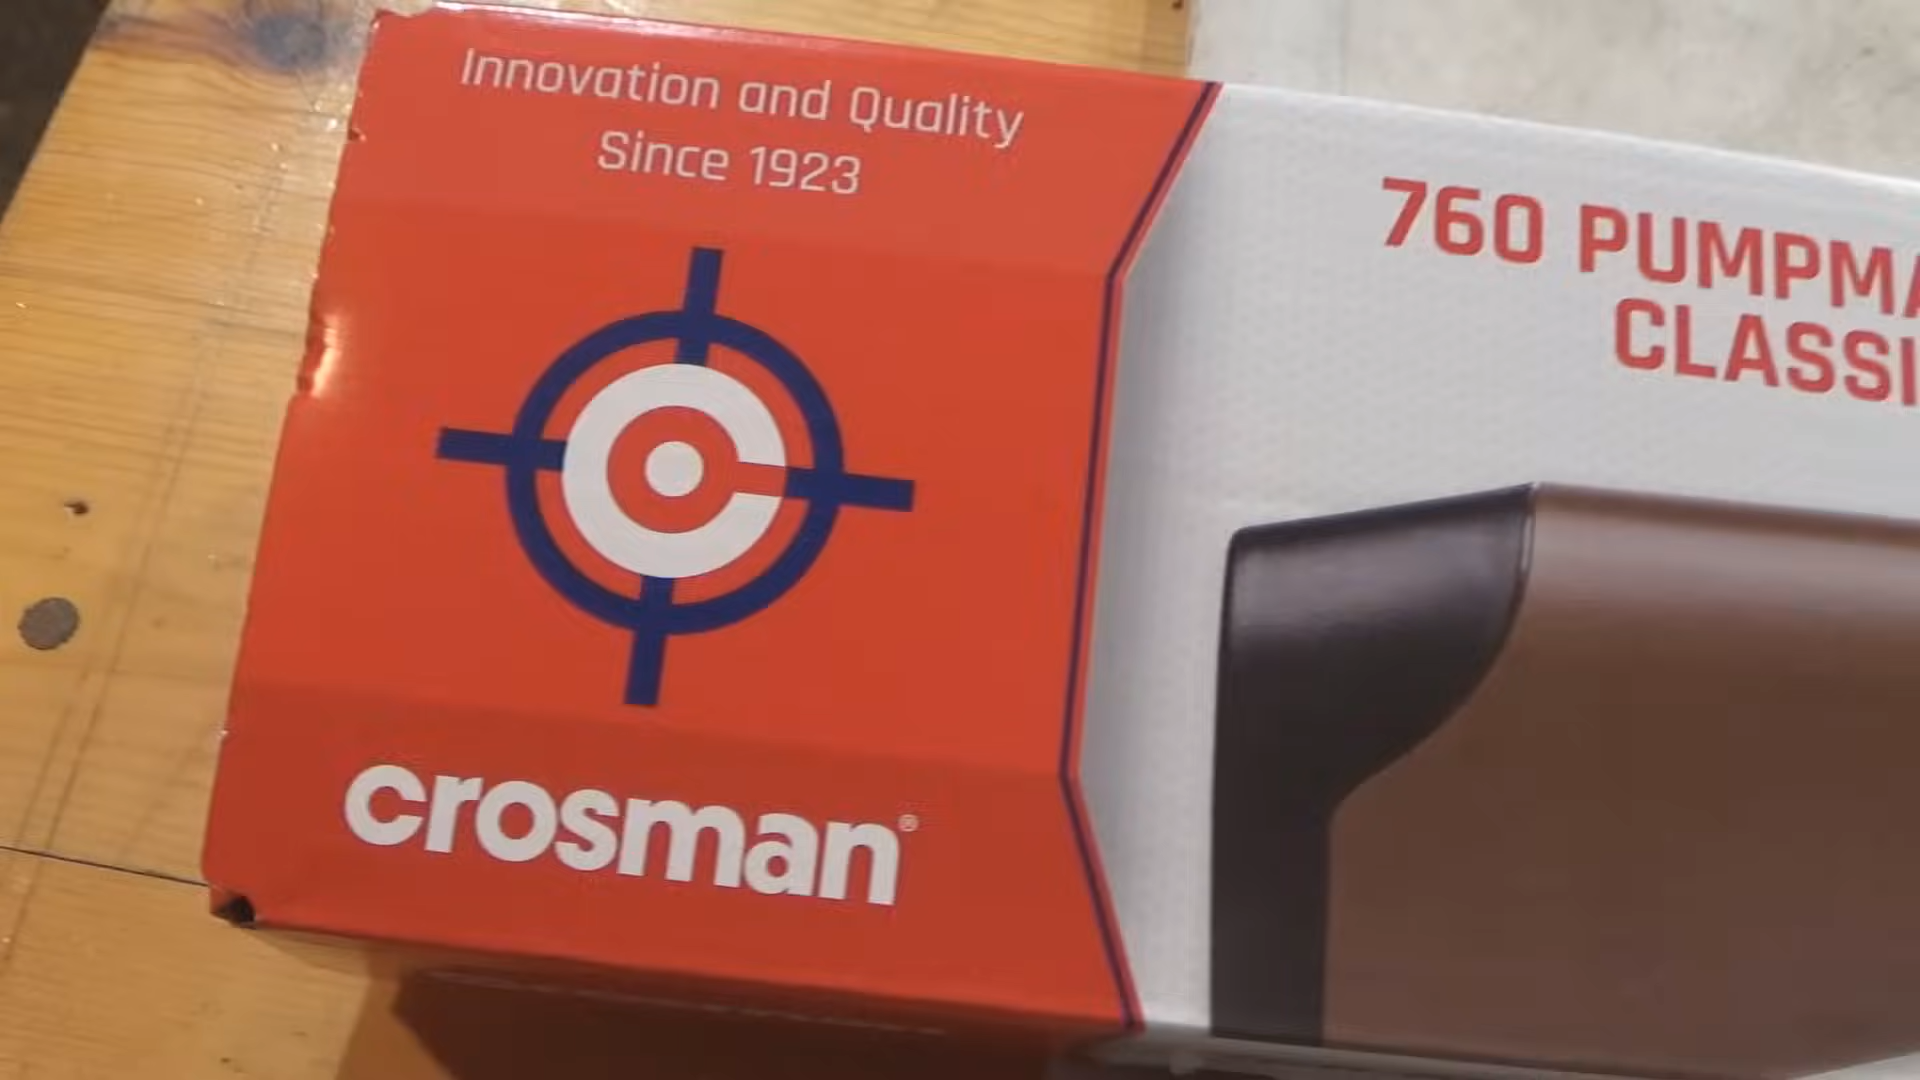 Innovation and Quality
Since 1923
760 PUMPMA
CLASSI
crosman®